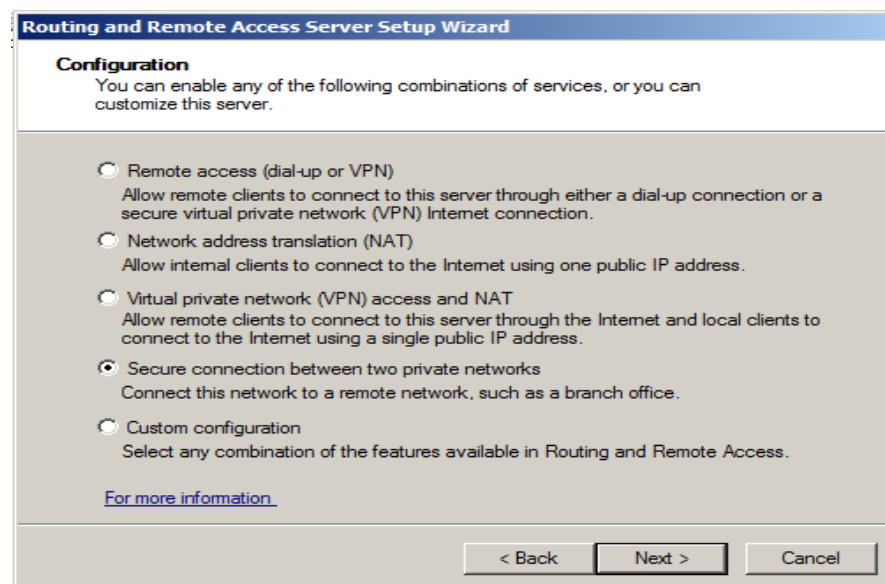 Routing and Remote Access Server Setup Wizard
Configuration
You can enable any of the following combinations of services, or you can
customize this server.
Remote access (dial-up or VPN)
Allow remote clients to connect to this server through either a dial-up connection or a
secure virtual private network (VPN) Internet connection.
Network address translation (NAT)
Allow internal clients to connect to the Internet using one public IP address.
Virtual private network (VPN) access and NAT
Allow remote clients to connect to this server through the Internet and local clients to
connect to the Internet using a single public IP address.
Secure connection between two private networks
Connect this network to a remote network, such as a branch office.
Custom configuration
Select any combination of the features available in Routing and Remote Access.
For more information
< Back Next > Cancel